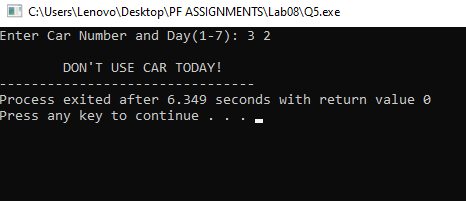 C:\Users\Lenovo\Desktop\PF ASSIGNMENTS\Lab08\Q5.exe
Enter Car Number and Day(1-7): 3 2
DON'T USE CAR TODAY!
--------------------------------
Process exited after 6.349 seconds with return value 0
Press any key to continue . . .